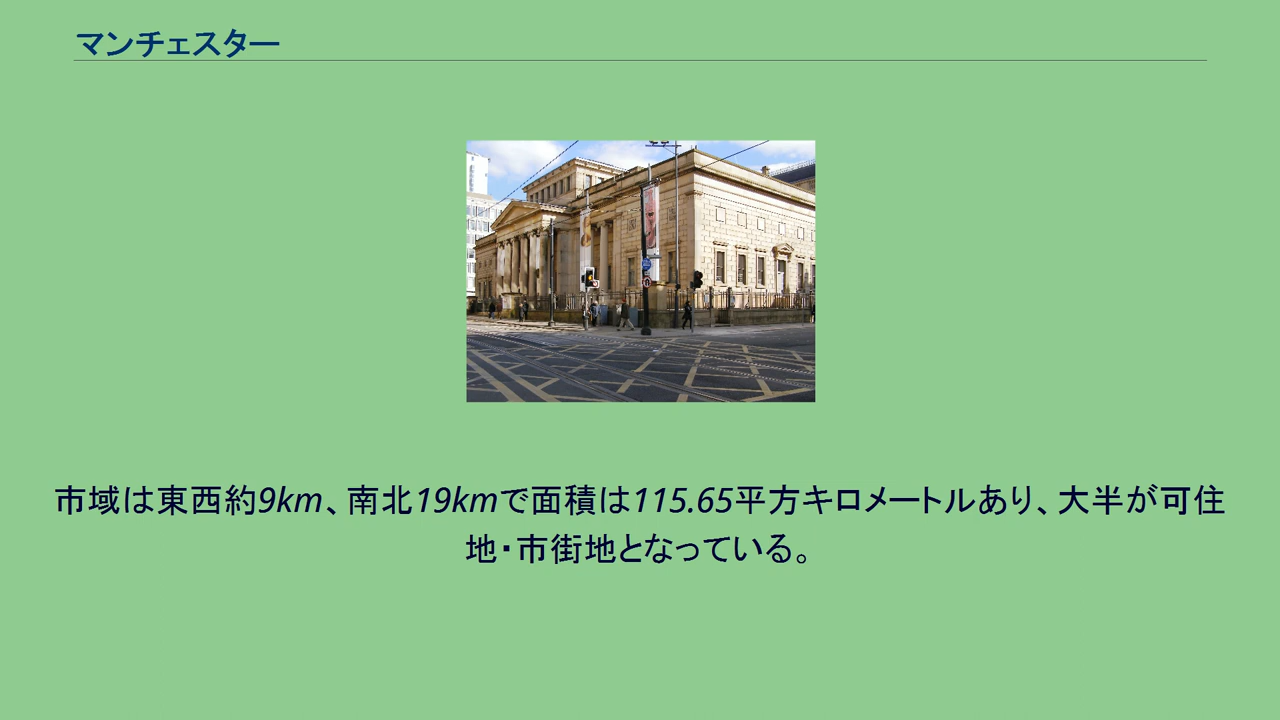 マンチェスター
市域は東西約9km、南北19kmで面積は115.65平方キロメートルあり、大半が可住
地・市街地となっている。